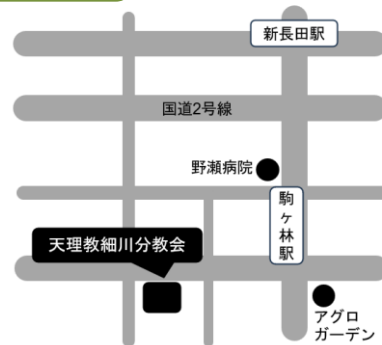 新長田駅
国道2号線
野瀬病院
駒ヶ林駅
天理教細川分教会
アグロ
ガーデン